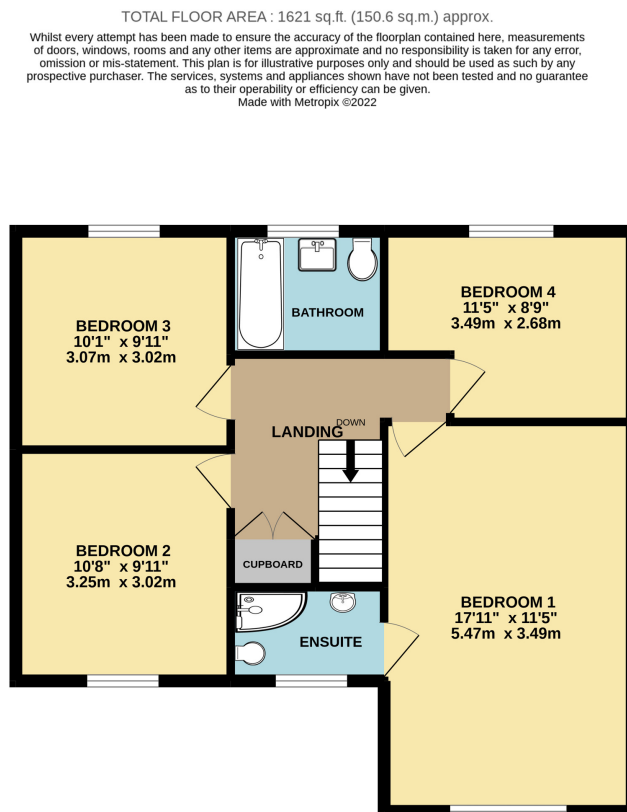 TOTAL FLOOR AREA : 1621 sq.ft. (150.6 sq.m.) approx.
Whilst every attempt has been made to ensure the accuracy of the floorplan contained here, measurements
of doors, windows, rooms and any other items are approximate and no responsibility is taken for any error,
omission or mis-statement. This plan is for illustrative purposes only and should be used as such by any
prospective purchaser. The services, systems and appliances shown have not been tested and no guarantee
as to their operability or efficiency can be given.
Made with Metropix ©2022
BEDROOM 3
10'1" x 9'11"
3.07m x 3.02m
BATHROOM
BEDROOM 4
11'5" x 8'9"
3.49m x 2.68m
DOWN
LANDING
BEDROOM 2
10'8" x 9'11"
3.25m x 3.02m
CUPBOARD
ENSUITE
BEDROOM 1
17'11" x 11'5"
5.47m x 3.49m